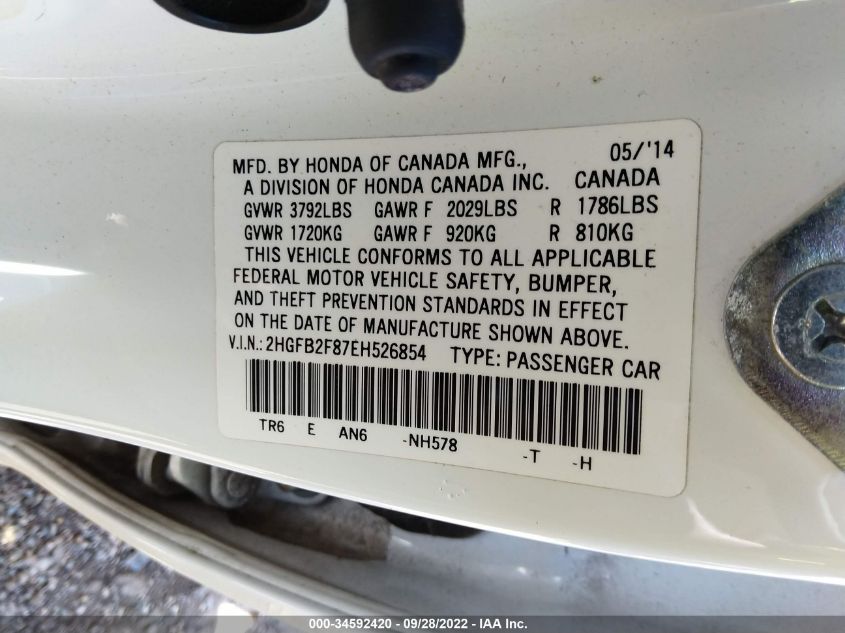 MFD. BY HONDA OF CANADA MFG., 05/'14
A DIVISION OF HONDA CANADA INC. CANADA
GVWR 3792LBS GAWR F 2029LBS R 1786LBS
GVWR 1720KG GAWR F 920KG R 810KG
THIS VEHICLE CONFORMS TO ALL APPLICABLE
FEDERAL MOTOR VEHICLE SAFETY, BUMPER,
AND THEFT PREVENTION STANDARDS IN EFFECT
ON THE DATE OF MANUFACTURE SHOWN ABOVE.
V.I.N.: 2HGFB2F87EH526854 TYPE: PASSENGER CAR
TR6 E AN6 -NH578 -T -H
000-34592420 - 09/28/2022 - IAA Inc.